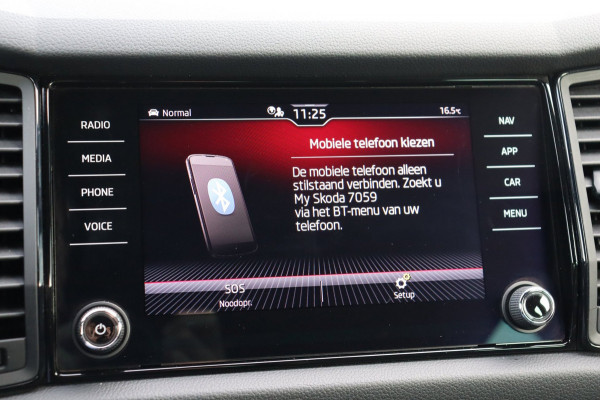 Normal
11:25
16.5°C
RADIO
MEDIA
PHONE
VOICE
Mobiele telefoon kiezen
De mobiele telefoon alleen
stilstaand verbinden. Zoekt u
My Skoda 7059
via het BT-menu van uw
telefoon.
SOS
Noodopr.
Setup
NAV
APP
CAR
MENU